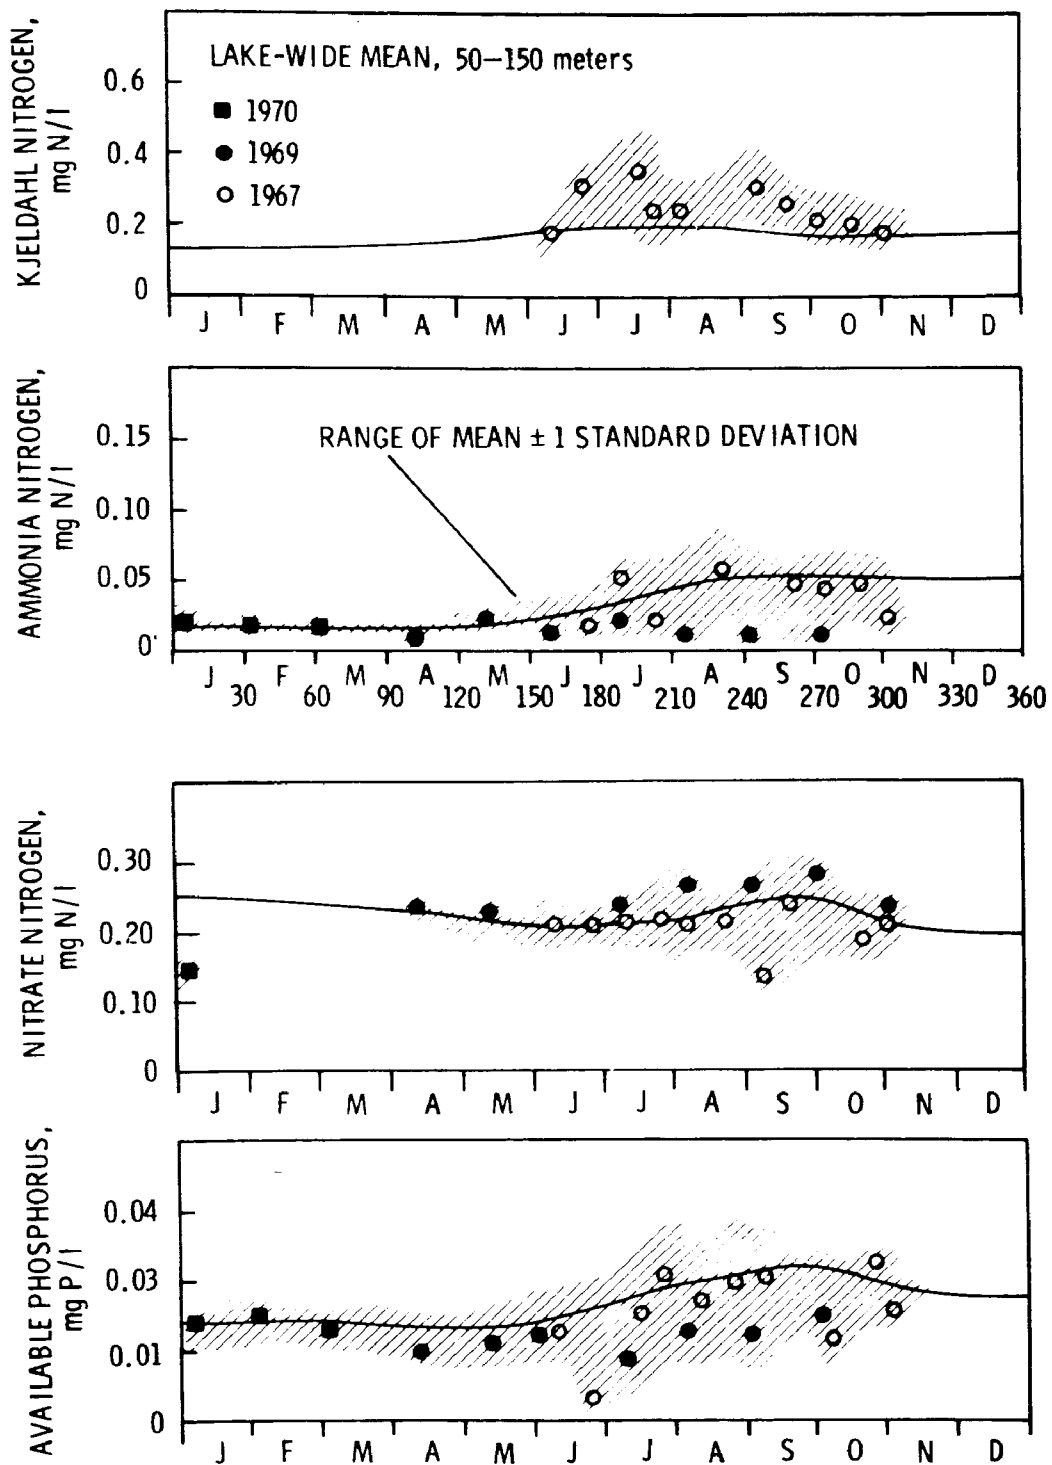 KJELDAHL NITROGEN,
mg N/l
LAKE-WIDE MEAN, 50–150 meters
1970
1969
1967
0.6
0.4
0.2
0
J F M A M J J A S O N D
AMMONIA NITROGEN,
mg N/l
RANGE OF MEAN ± 1 STANDARD DEVIATION
0.15
0.10
0.05
0
J F M A M J J A S O N D
30 60 90 120 150 180 210 240 270 300 330 360
NITRATE NITROGEN,
mg N/l
0.30
0.20
0.10
0
J F M A M J J A S O N D
AVAILABLE PHOSPHORUS,
mg P/l
0.04
0.03
0.01
0
J F M A M J J A S O N D